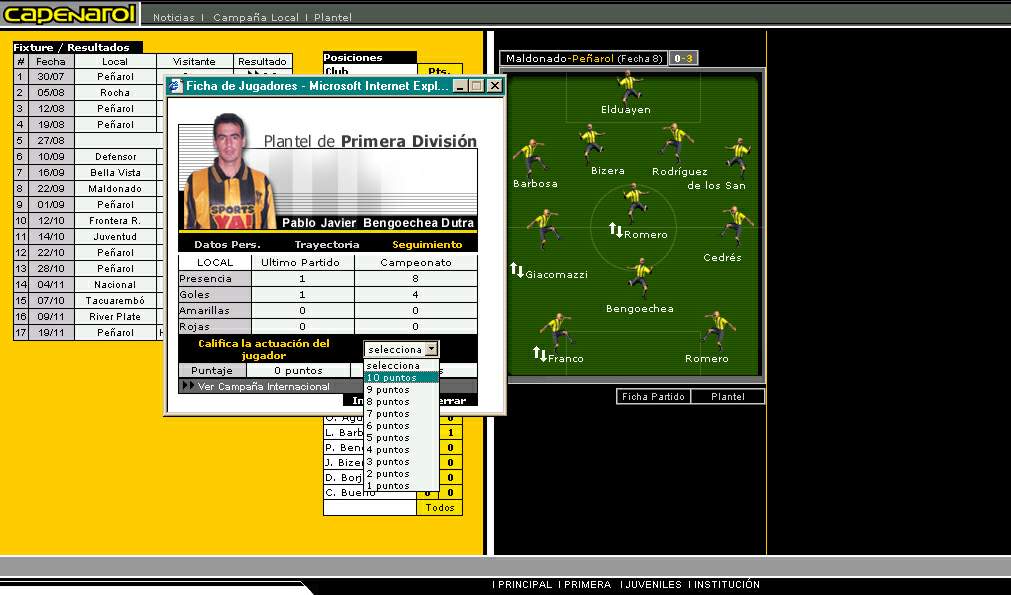 CAPENAROL
Noticias | Campaña Local | Plantel
Fixture / Resultados
# Fecha Local Visitante Resultado
1 30/07 Peñarol
2 05/08 Rocha
3 12/08 Peñarol
4 19/08 Peñarol
5 27/08
6 10/09 Defensor
7 16/09 Bella Vista
8 22/09 Maldonado
9 01/09 Peñarol
10 12/10 Frontera R.
11 14/10 Juventud
12 22/10 Peñarol
13 28/10 Peñarol
14 04/11 Nacional
15 07/10 Tacuarembó
16 09/11 River Plate
17 19/11 Peñarol
Posiciones
Club Pts.
Ficha de Jugadores - Microsoft Internet Expl...
Plantel de Primera División
SPORTS
YA!
Pablo Javier Bengoechea Dutra
Datos Pers. Trayectoria Seguimiento
LOCAL Ultimo Partido Campeonato
Presencia 1 8
Goles 1 4
Amarillas 0 0
Rojas 0 0
Califica la actuación del
jugador
selecciona
Puntaje 0 puntos
Ver Campaña Internacional
selecciona
10 puntos
9 puntos
8 puntos
7 puntos
6 puntos
5 puntos
4 puntos
3 puntos
2 puntos
1 puntos
L. Barb 1
P. Ben 0
J. Bizer 0
D. Borj 0
C. Bueno 0 0
Todos
Maldonado-Peñarol (Fecha 8) 0-3
Elduayen
Barbosa
Bizera
Rodríguez
de los San
Romero
Giacomazzi
Cedrés
Bengoechea
Franco
Romero
Ficha Partido Plantel
| PRINCIPAL | PRIMERA | JUVENILES | INSTITUCIÓN